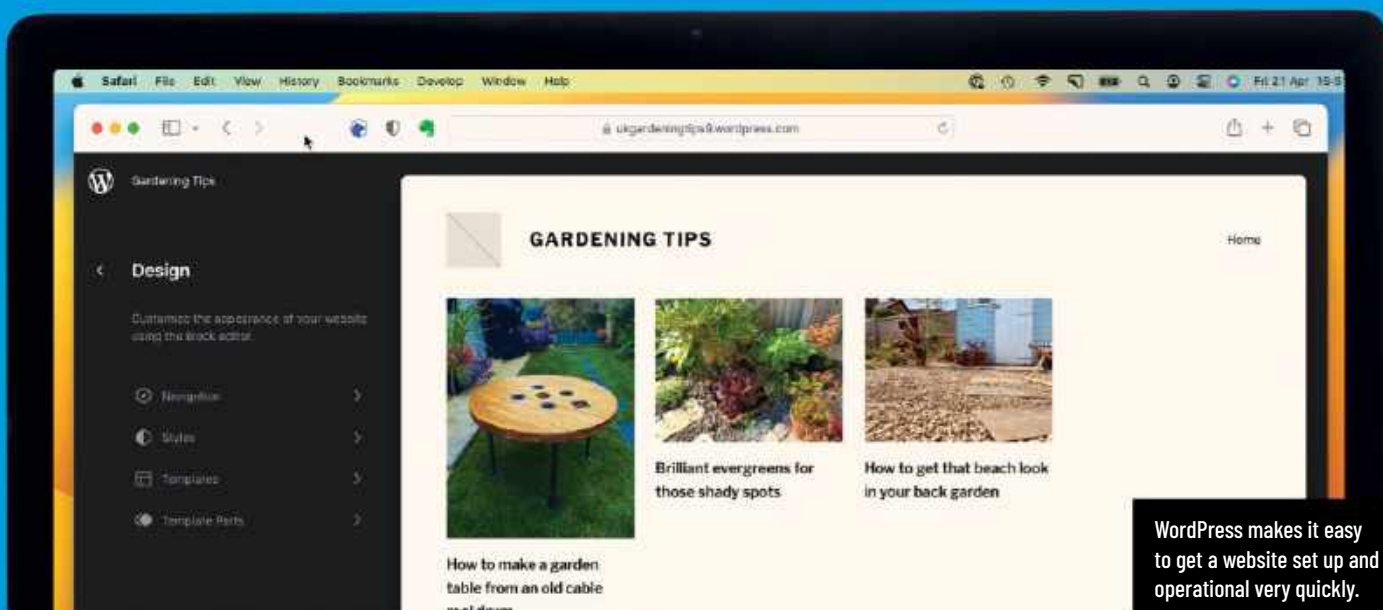 Safari File Edit View History Bookmarks Develop Window Help Fri 21 Apr
ukgardeningtips9.wordpress.com
Gardening Tips
GARDENING TIPS
Home
Design
Customise the appearance of your website
using the block editor.
Navigation
Styles
Templates
Template Parts
Brilliant evergreens for
those shady spots
How to get that beach look
in your back garden
How to make a garden
table from an old cable
WordPress makes it easy
to get a website set up and
operational very quickly.